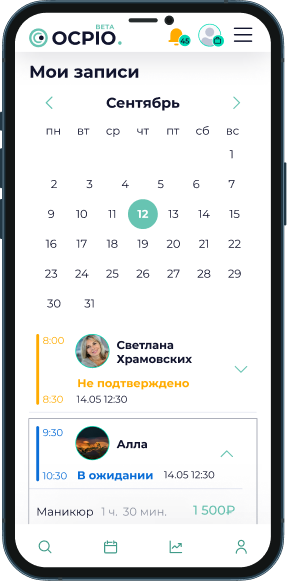 BETA
ОСРІО.
45
Мои записи
Сентябрь
пн вт ср чт пт сб вс
1
2 3 4 5 6 7
9 10 11 12 13 14 15
16 17 18 19 20 21 22
23 24 25 26 27 28 29
30 31
8:00
Светлана
Храмовских
Не подтверждено
8:30 14.05 12:30
9:30
Алла
10:30 В ожидании 14.05 12:30
Маникюр 1 ч. 30 мин. 1 500₽